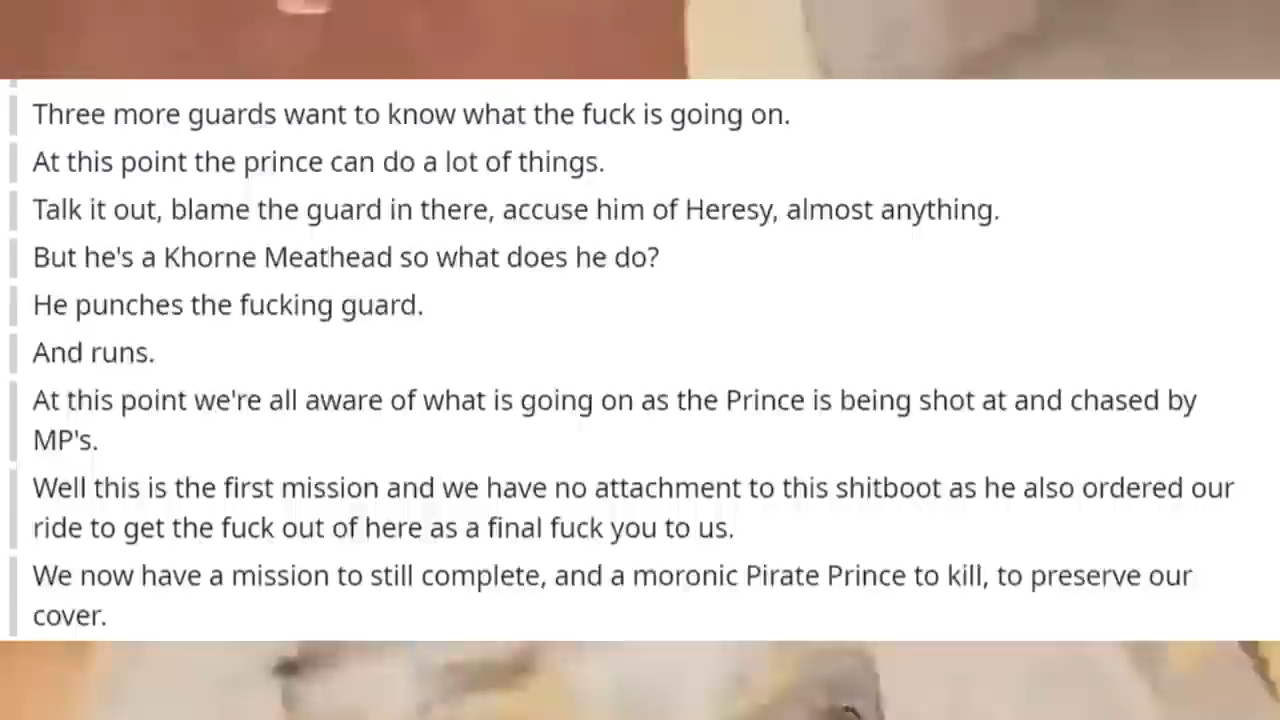 Three more guards want to know what the fuck is going on.
At this point the prince can do a lot of things.
Talk it out, blame the guard in there, accuse him of Heresy, almost anything.
But he's a Khorne Meathead so what does he do?
He punches the fucking guard.
And runs.
At this point we're all aware of what is going on as the Prince is being shot at and chased by
MP's.
Well this is the first mission and we have no attachment to this shitboot as he also ordered our
ride to get the fuck out of here as a final fuck you to us.
We now have a mission to still complete, and a moronic Pirate Prince to kill, to preserve our
cover.